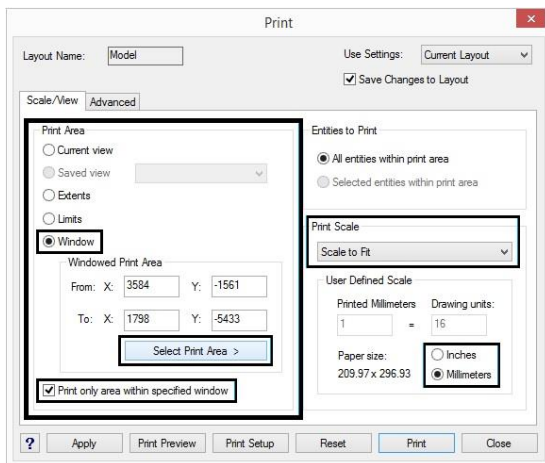 Print
Layout Name: Model
Use Settings: Current Layout
Save Changes to Layout
Scale/View Advanced
Print Area
Current view
Saved view
Extents
Limits
Window
Windowed Print Area
From: X: 3584 Y: -1561
To: X: 1798 Y: -5433
Select Print Area >
Print only area within specified window
Entities to Print
All entities within print area
Selected entities within print area
Print Scale
Scale to Fit
User Defined Scale
Printed Millimeters Drawing units:
1 = 16
Paper size:
209.97 x 296.93
Inches
Millimeters
? Apply Print Preview Print Setup Reset Print Close